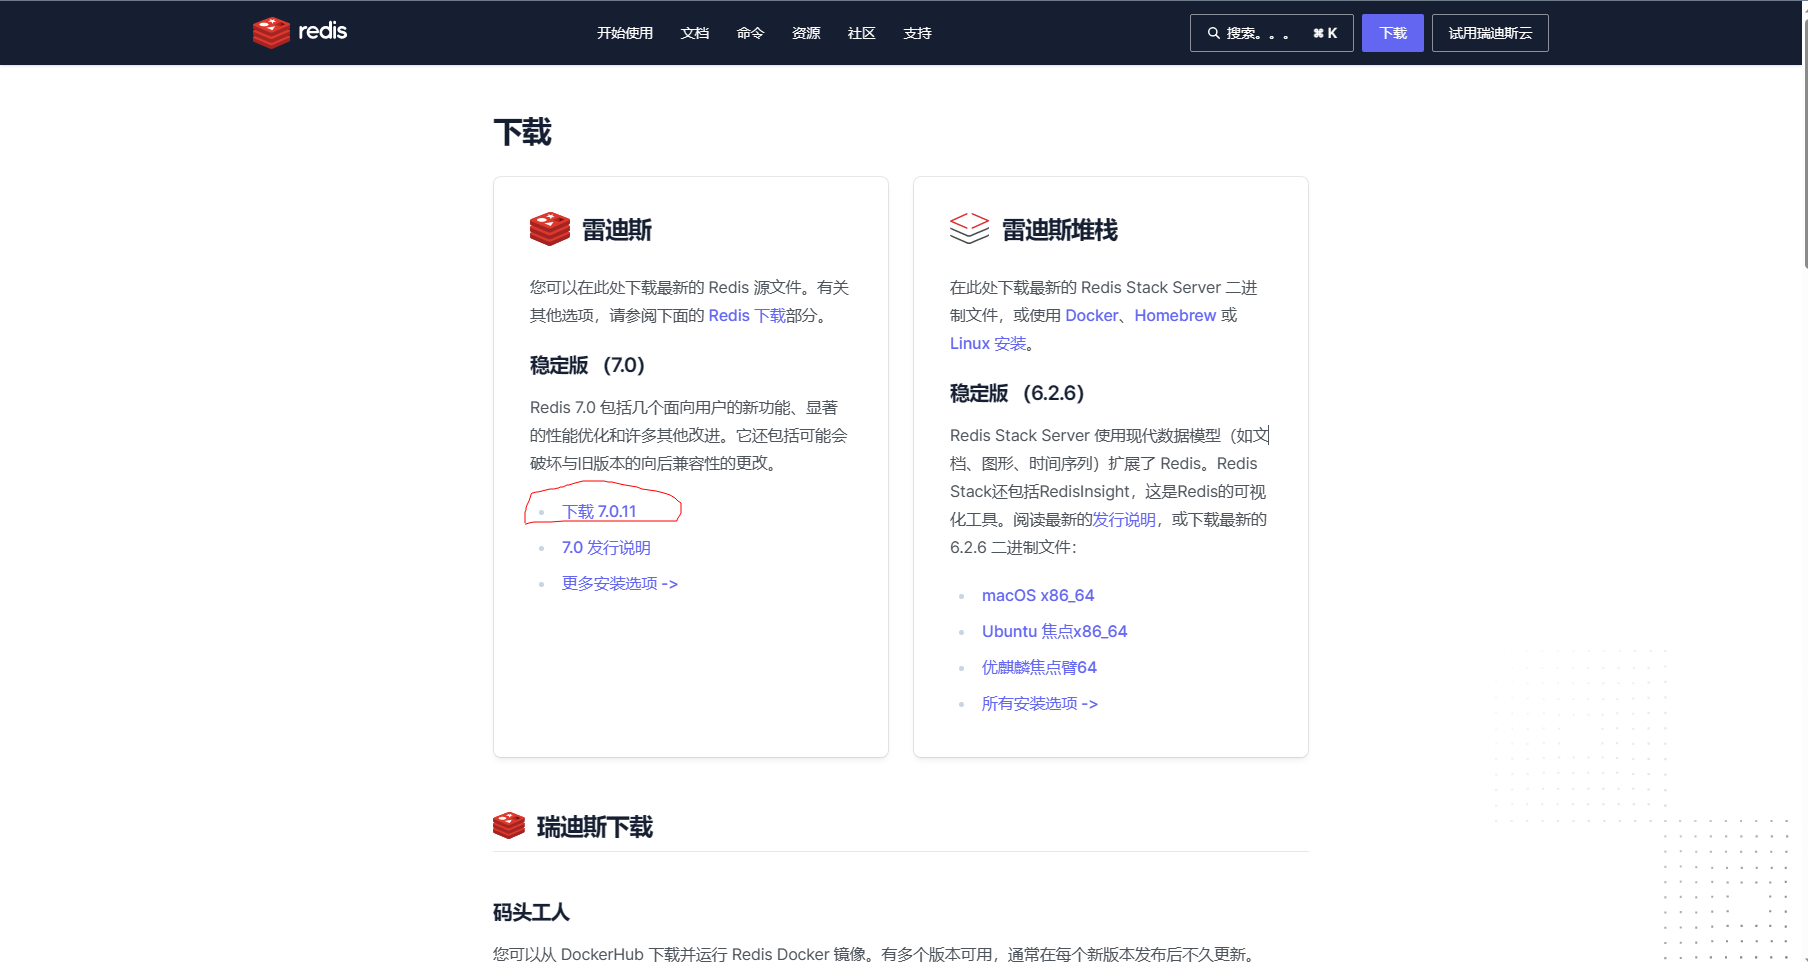 redis 开始使用 文档 命令 资源 社区 支持 搜索。。。 ⌘ K 下载 试用瑞迪斯云
下载
雷迪斯
您可以在此处下载最新的 Redis 源文件。有关
其他选项，请参阅下面的 Redis 下载部分。
稳定版 （7.0）
Redis 7.0 包括几个面向用户的新功能、显著
的性能优化和许多其他改进。它还包括可能会
破坏与旧版本的向后兼容性的更改。
下载 7.0.11
7.0 发行说明
更多安装选项 ->
雷迪斯堆栈
在此处下载最新的 Redis Stack Server 二进
制文件，或使用 Docker、Homebrew 或
Linux 安装。
稳定版 （6.2.6）
Redis Stack Server 使用现代数据模型（如文
档、图形、时间序列）扩展了 Redis。Redis
Stack还包括RedisInsight，这是Redis的可视
化工具。阅读最新的发行说明，或下载最新的
6.2.6 二进制文件：
macOS x86_64
Ubuntu 焦点x86_64
优麒麟焦点臂64
所有安装选项 ->
瑞迪斯下载
码头工人
您可以从 DockerHub 下载并运行 Redis Docker 镜像。有多个版本可用，通常在每个新版本发布后不久更新。